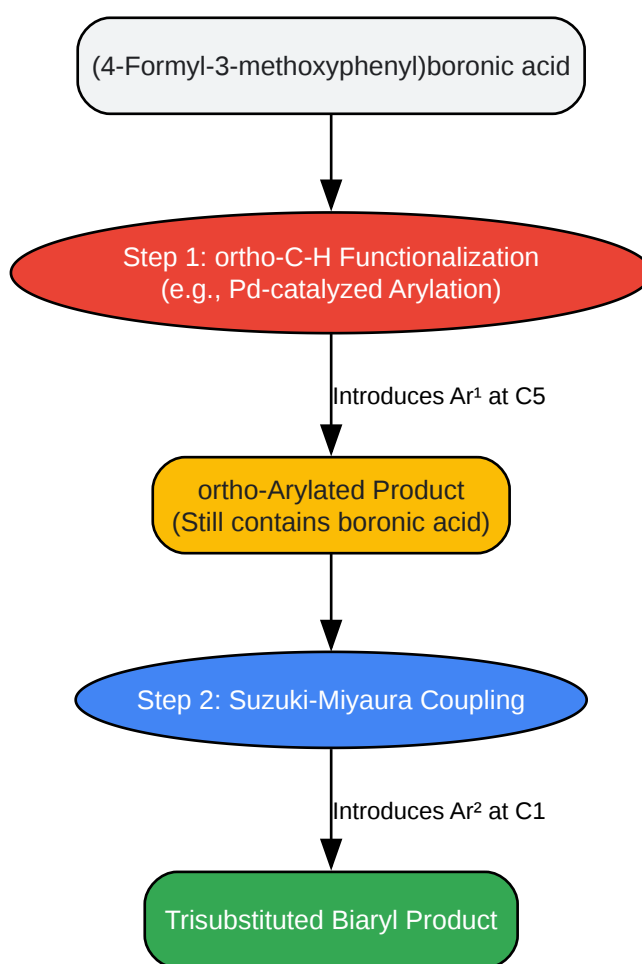 (4-Formyl-3-methoxyphenyl)boronic acid
Step 1: ortho-C-H Functionalization
(e.g., Pd-catalyzed Arylation)
Introduces Ar¹ at C5
ortho-Arylated Product
(Still contains boronic acid)
Step 2: Suzuki-Miyaura Coupling
Introduces Ar² at C1
Trisubstituted Biaryl Product